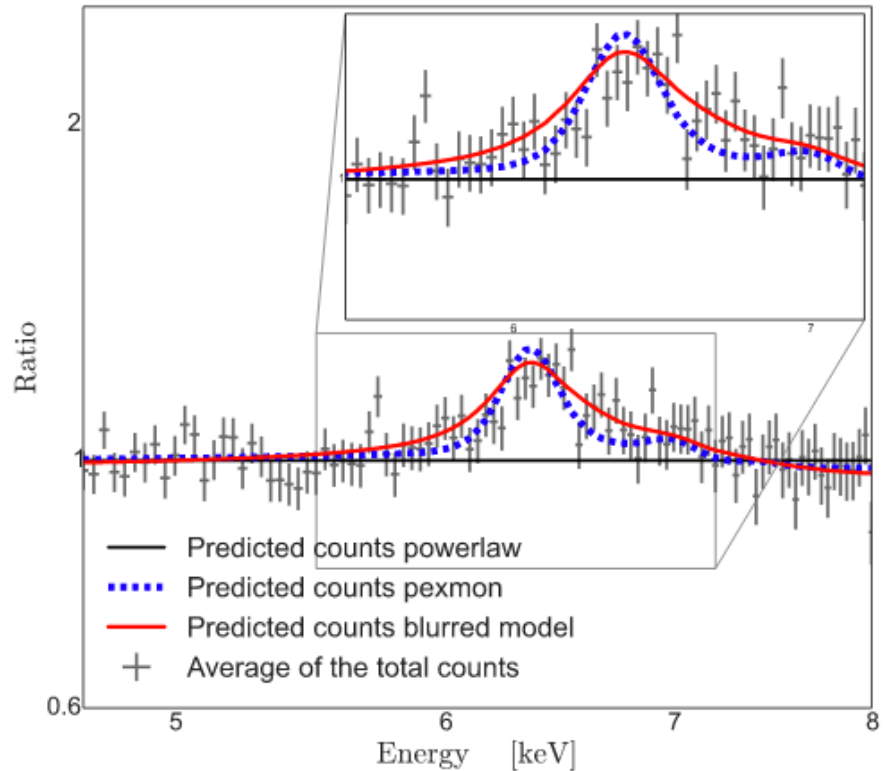 2
1
6
7
Ratio
1
Predicted counts powerlaw
Predicted counts pexmon
Predicted counts blurred model
Average of the total counts
0.6
5
6
7
8
Energy [keV]